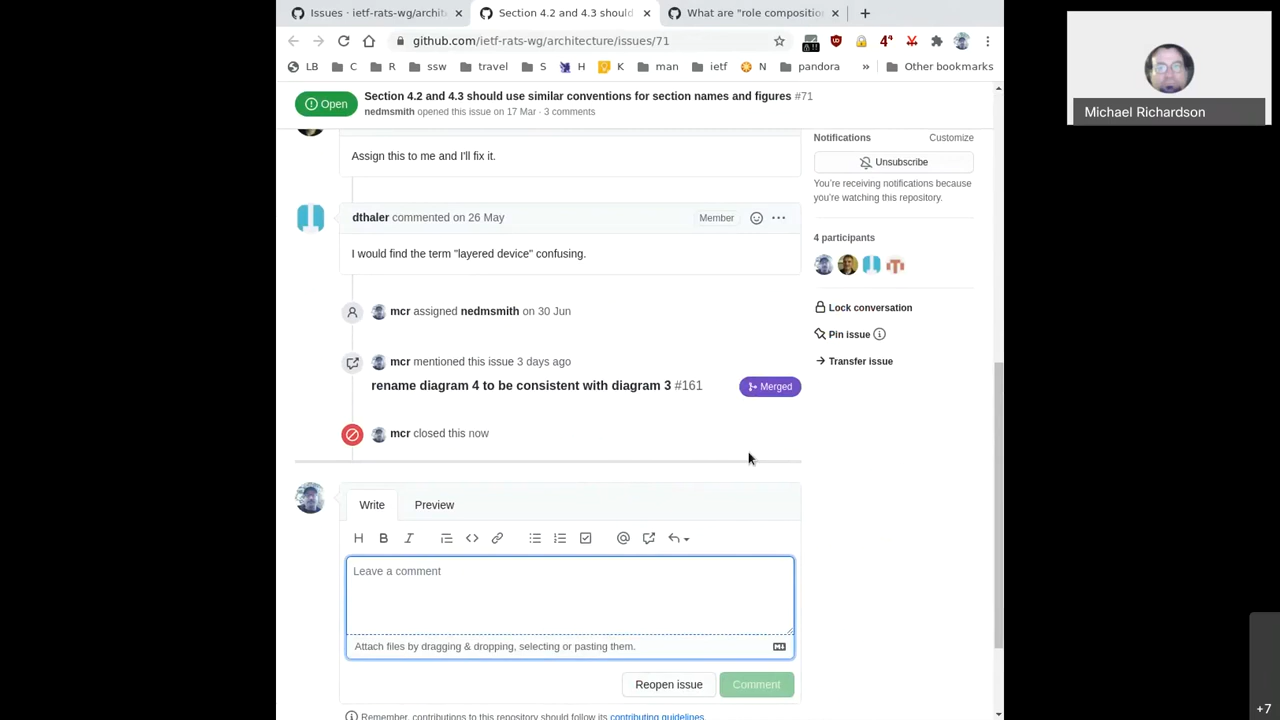 Issues · ietf-rats-wg/archit
Section 4.2 and 4.3 should
What are "role composition
github.com/ietf-rats-wg/architecture/issues/71
LB
C
R
ssw
travel
S
H
K
man
ietf
N
pandora
»
Other bookmarks
Open
Section 4.2 and 4.3 should use similar conventions for section names and figures #71
nedmsmith opened this issue on 17 Mar · 3 comments
Assign this to me and I'll fix it.
dthaler commented on 26 May
Member
I would find the term "layered device" confusing.
mcr assigned nedmsmith on 30 Jun
mcr mentioned this issue 3 days ago
rename diagram 4 to be consistent with diagram 3 #161
Merged
mcr closed this now
Write
Preview
Leave a comment
Attach files by dragging & dropping, selecting or pasting them.
Reopen issue
Comment
Remember, contributions to this repository should follow its contributing guidelines.
Notifications
Customize
Unsubscribe
You're receiving notifications because
you're watching this repository.
4 participants
Lock conversation
Pin issue
Transfer issue
Michael Richardson
+7